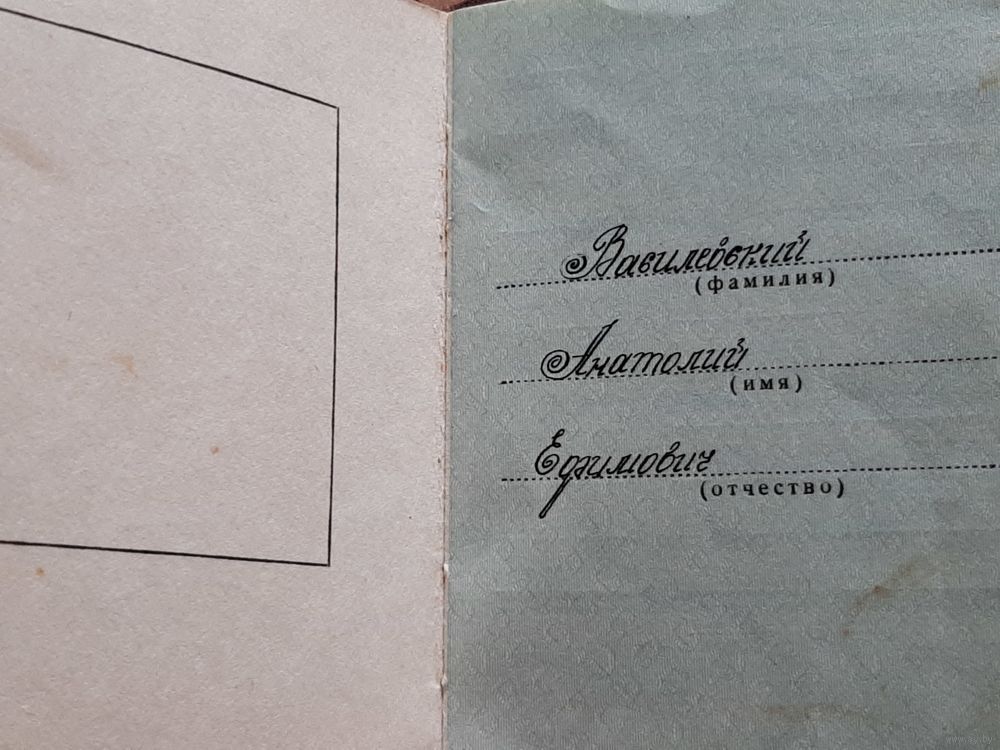 Василевский
(фамилия)
Анатолий
(имя)
Ефимович
(отчество)